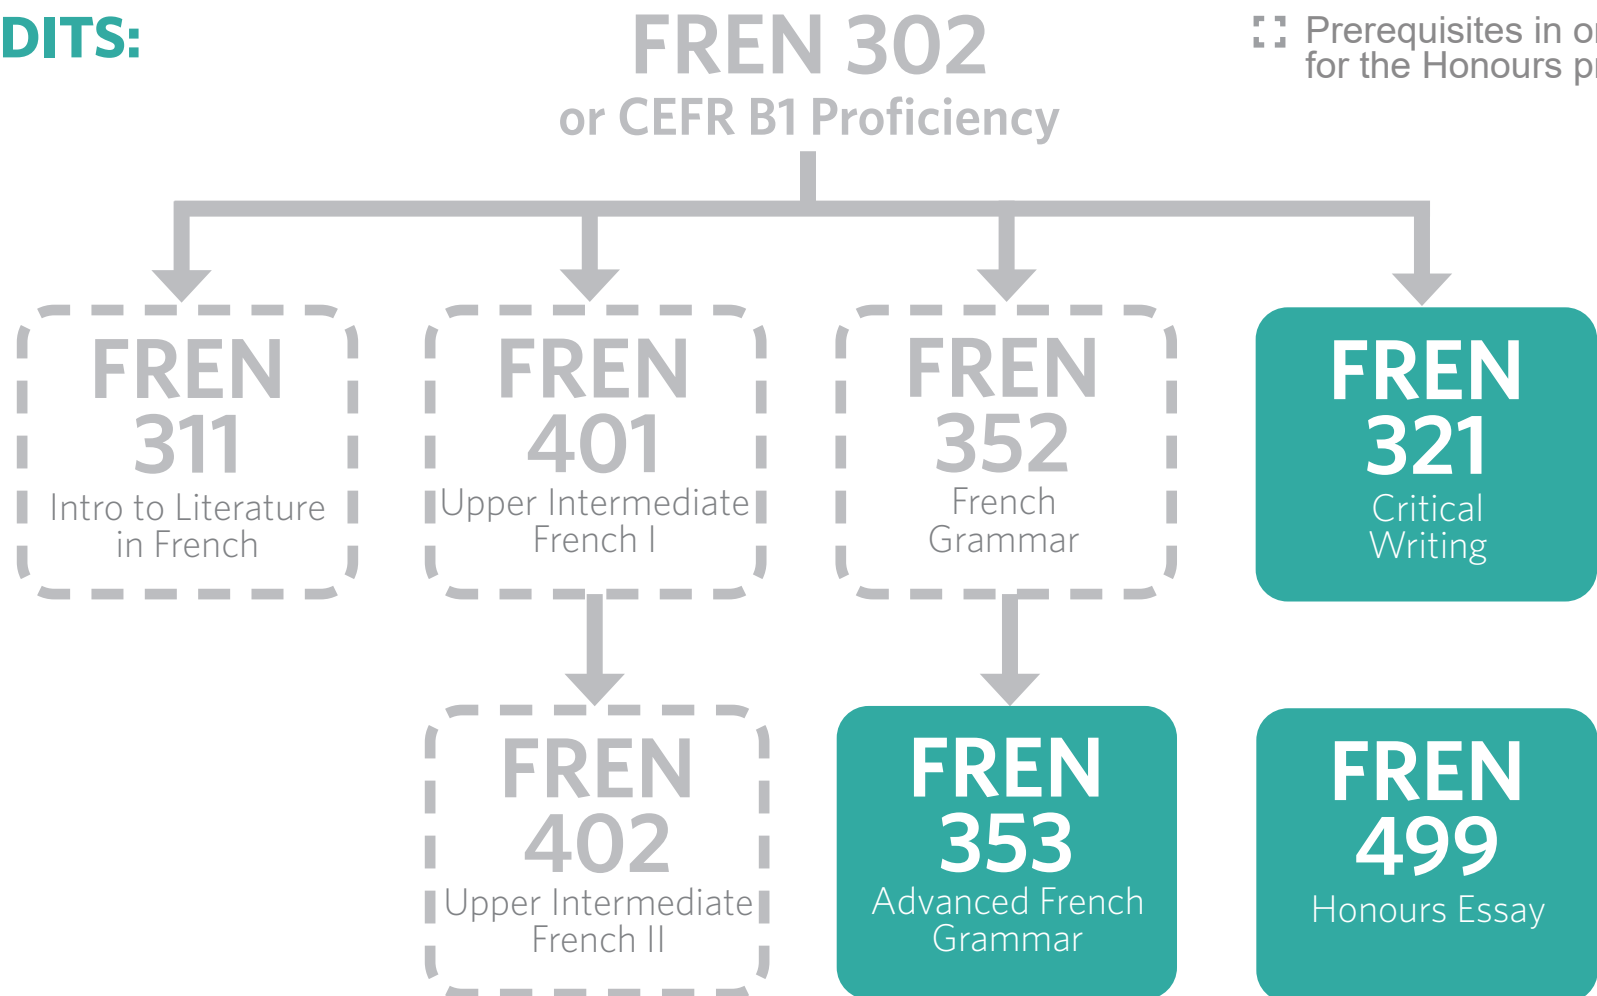 DITS:
FREN 302
or CEFR B1 Proficiency
Prerequisites in or
for the Honours pr
FREN
311
Intro to Literature
in French
FREN
401
Upper Intermediate
French I
FREN
352
French
Grammar
FREN
321
Critical
Writing
FREN
402
Upper Intermediate
French II
FREN
353
Advanced French
Grammar
FREN
499
Honours Essay